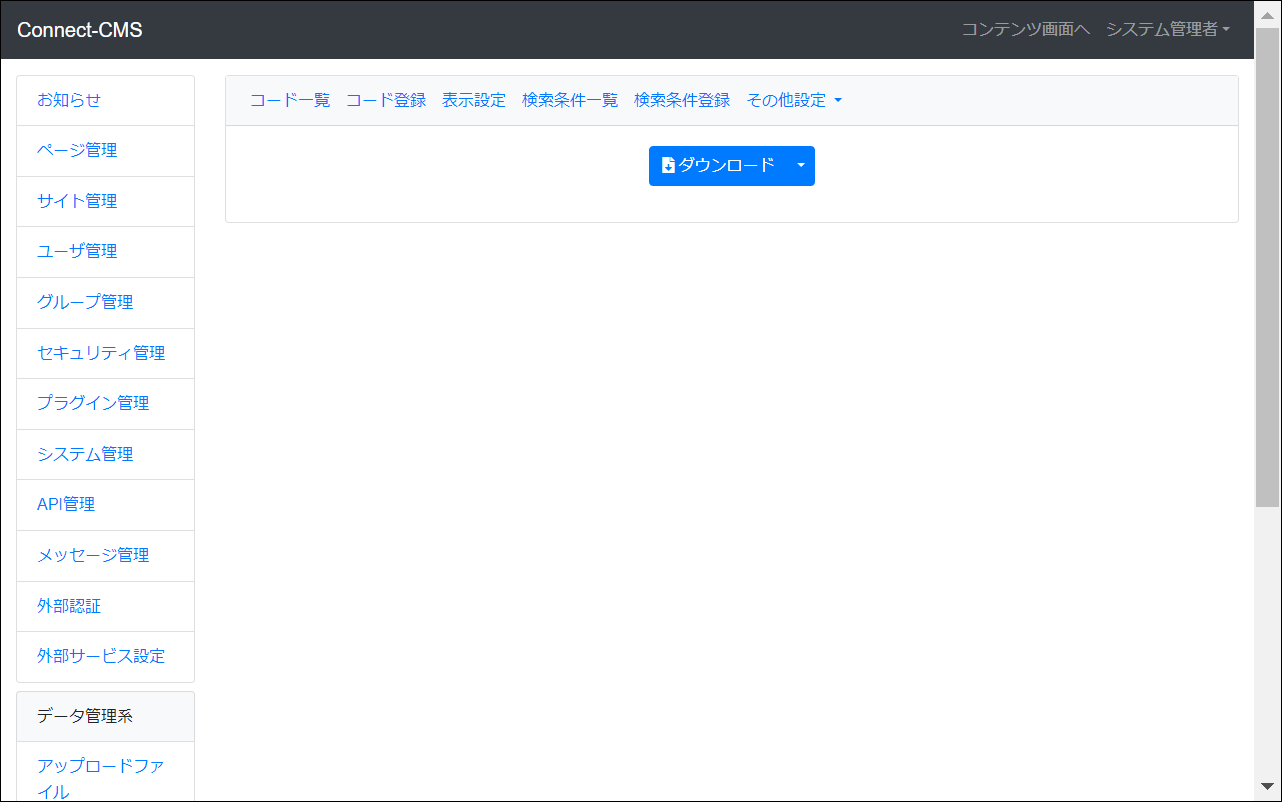 Connect-CMS
コンテンツ画面へ システム管理者
お知らせ
ページ管理
サイト管理
ユーザ管理
グループ管理
セキュリティ管理
プラグイン管理
システム管理
API管理
メッセージ管理
外部認証
外部サービス設定
データ管理系
アップロードファ
イル
コード一覧 コード登録 表示設定 検索条件一覧 検索条件登録 その他設定
ダウンロード